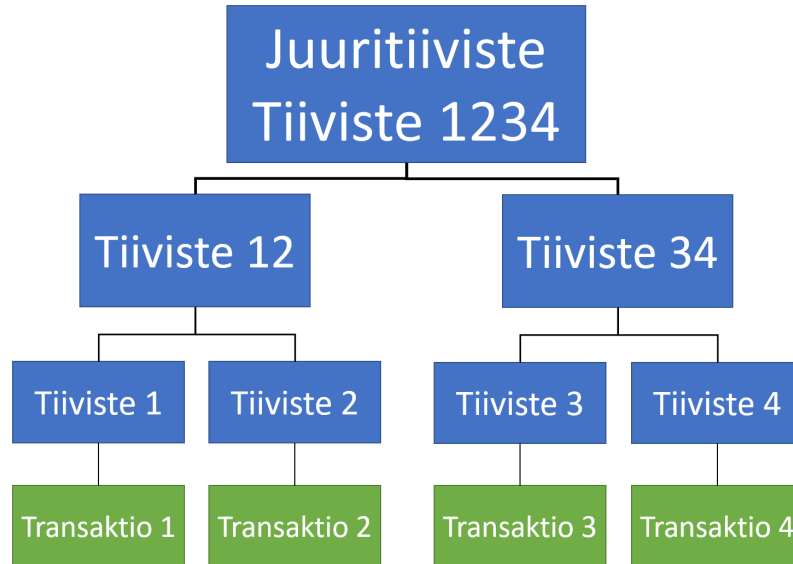 Juuritiiviste
Tiiviste 1234
Tiiviste 12
Tiiviste 34
Tiiviste 1
Tiiviste 2
Tiiviste 3
Tiiviste 4
Transaktio 1
Transaktio 2
Transaktio 3
Transaktio 4